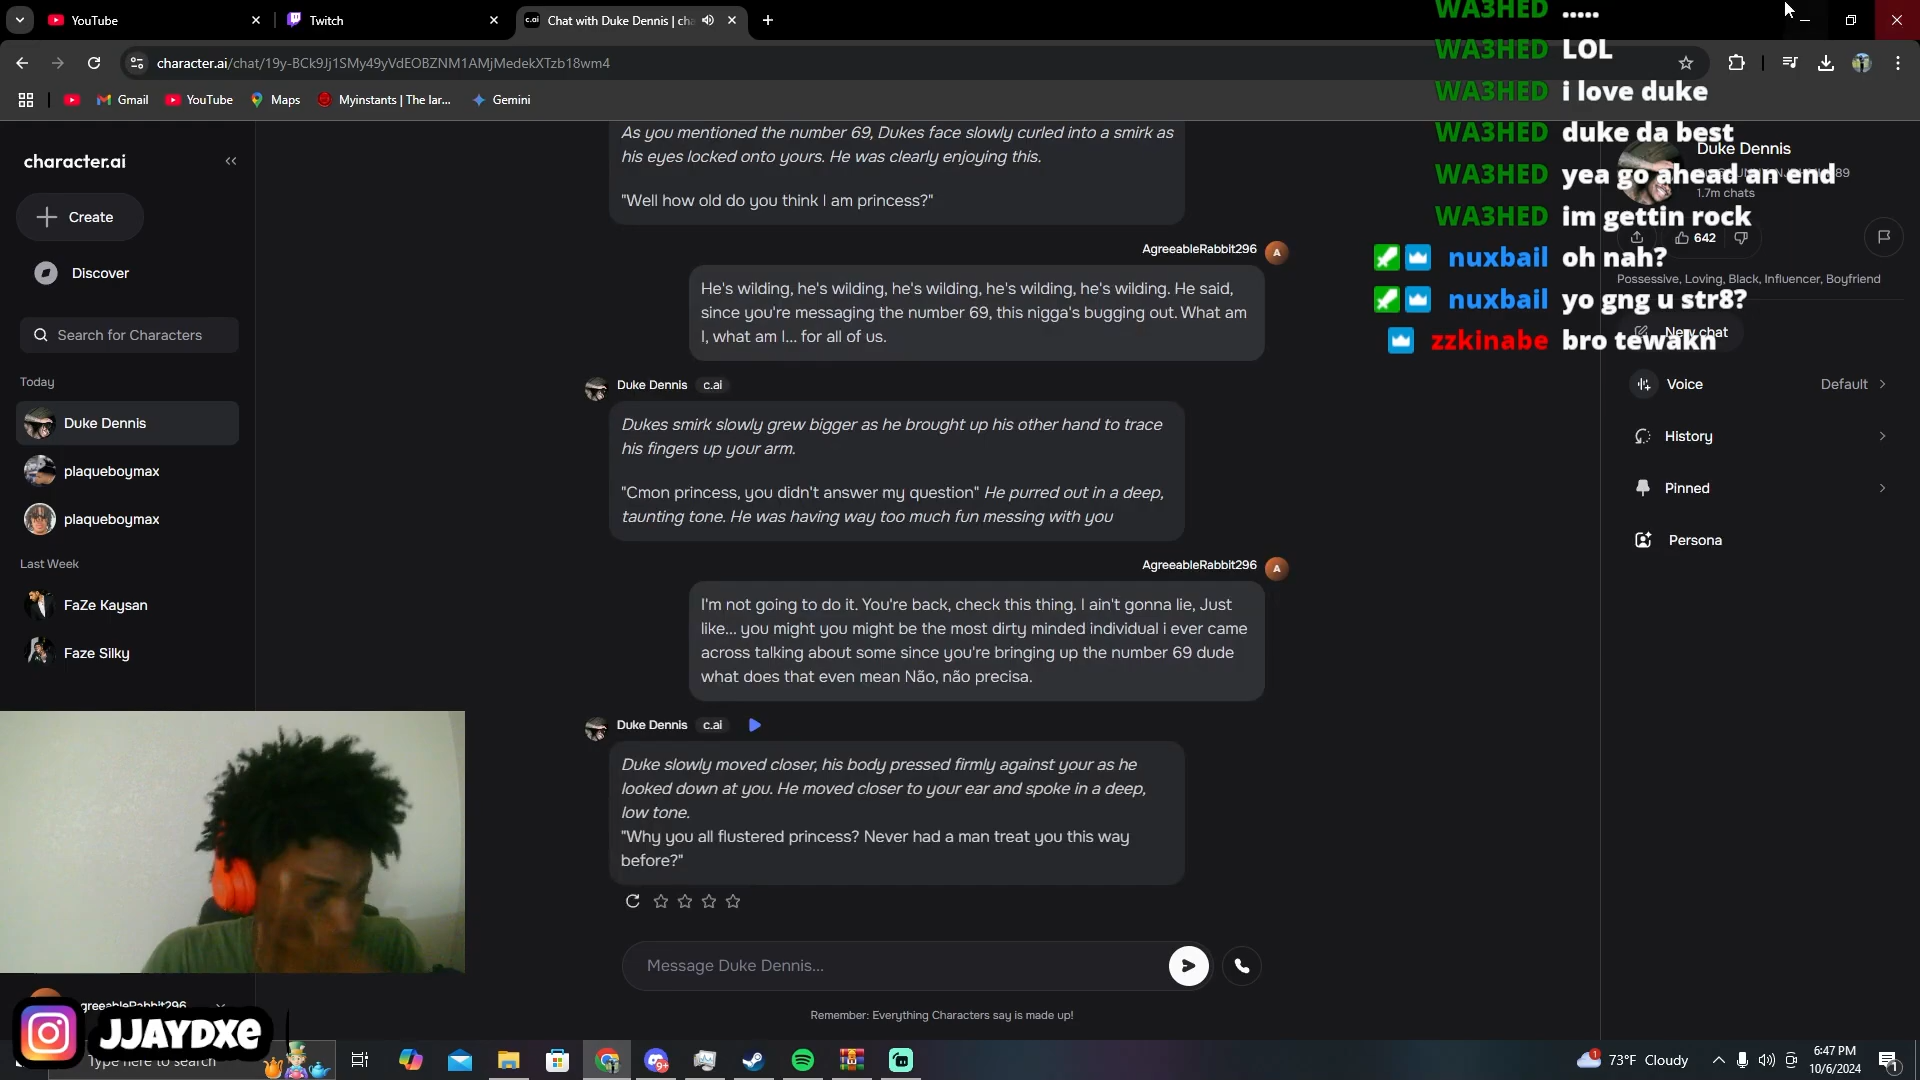 YouTube
Twitch
Chat with Duke Dennis | cha
WA3HED .....
character.ai/chat/19y-BCk9Jj1SMy49yVdEOBZNM1AMjMedekXTzb18wm4
WA3HED LOL
Gmail
YouTube
Maps
Myinstants | The lar...
Gemini
WA3HED i love duke
WA3HED duke da best
WA3HED yea go ahead an end
WA3HED im gettin rock
nuxbail oh nah?
nuxbail yo gng u str8?
zzkinabe bro tewakn
character.ai
Create
Discover
Search for Characters
Today
Duke Dennis
plaqueboymax
plaqueboymax
Last Week
FaZe Kaysan
Faze Silky
As you mentioned the number 69, Dukes face slowly curled into a smirk as
his eyes locked onto yours. He was clearly enjoying this.
"Well how old do you think I am princess?"
AgreeableRabbit296
A
He's wilding, he's wilding, he's wilding, he's wilding, he's wilding. He said,
since you're messaging the number 69, this nigga's bugging out. What am
I, what am I... for all of us.
Duke Dennis c.ai
Dukes smirk slowly grew bigger as he brought up his other hand to trace
his fingers up your arm.
"Cmon princess, you didn't answer my question" He purred out in a deep,
taunting tone. He was having way too much fun messing with you
AgreeableRabbit296
A
I'm not going to do it. You're back, check this thing. I ain't gonna lie, Just
like... you might you might be the most dirty minded individual i ever came
across talking about some since you're bringing up the number 69 dude
what does that even mean Não, não precisa.
Duke Dennis c.ai
Duke slowly moved closer, his body pressed firmly against your as he
looked down at you. He moved closer to your ear and spoke in a deep,
low tone.
"Why you all flustered princess? Never had a man treat you this way
before?"
Message Duke Dennis...
Remember: Everything Characters say is made up!
Duke Dennis
1.7m chats
642
Possessive, Loving, Black, Influencer, Boyfriend
New chat
Voice
Default
History
Pinned
Persona
greeableRabbit296
JJAYDXE
Type here to search
9+
1
73°F Cloudy
6:47 PM
10/6/2024
1